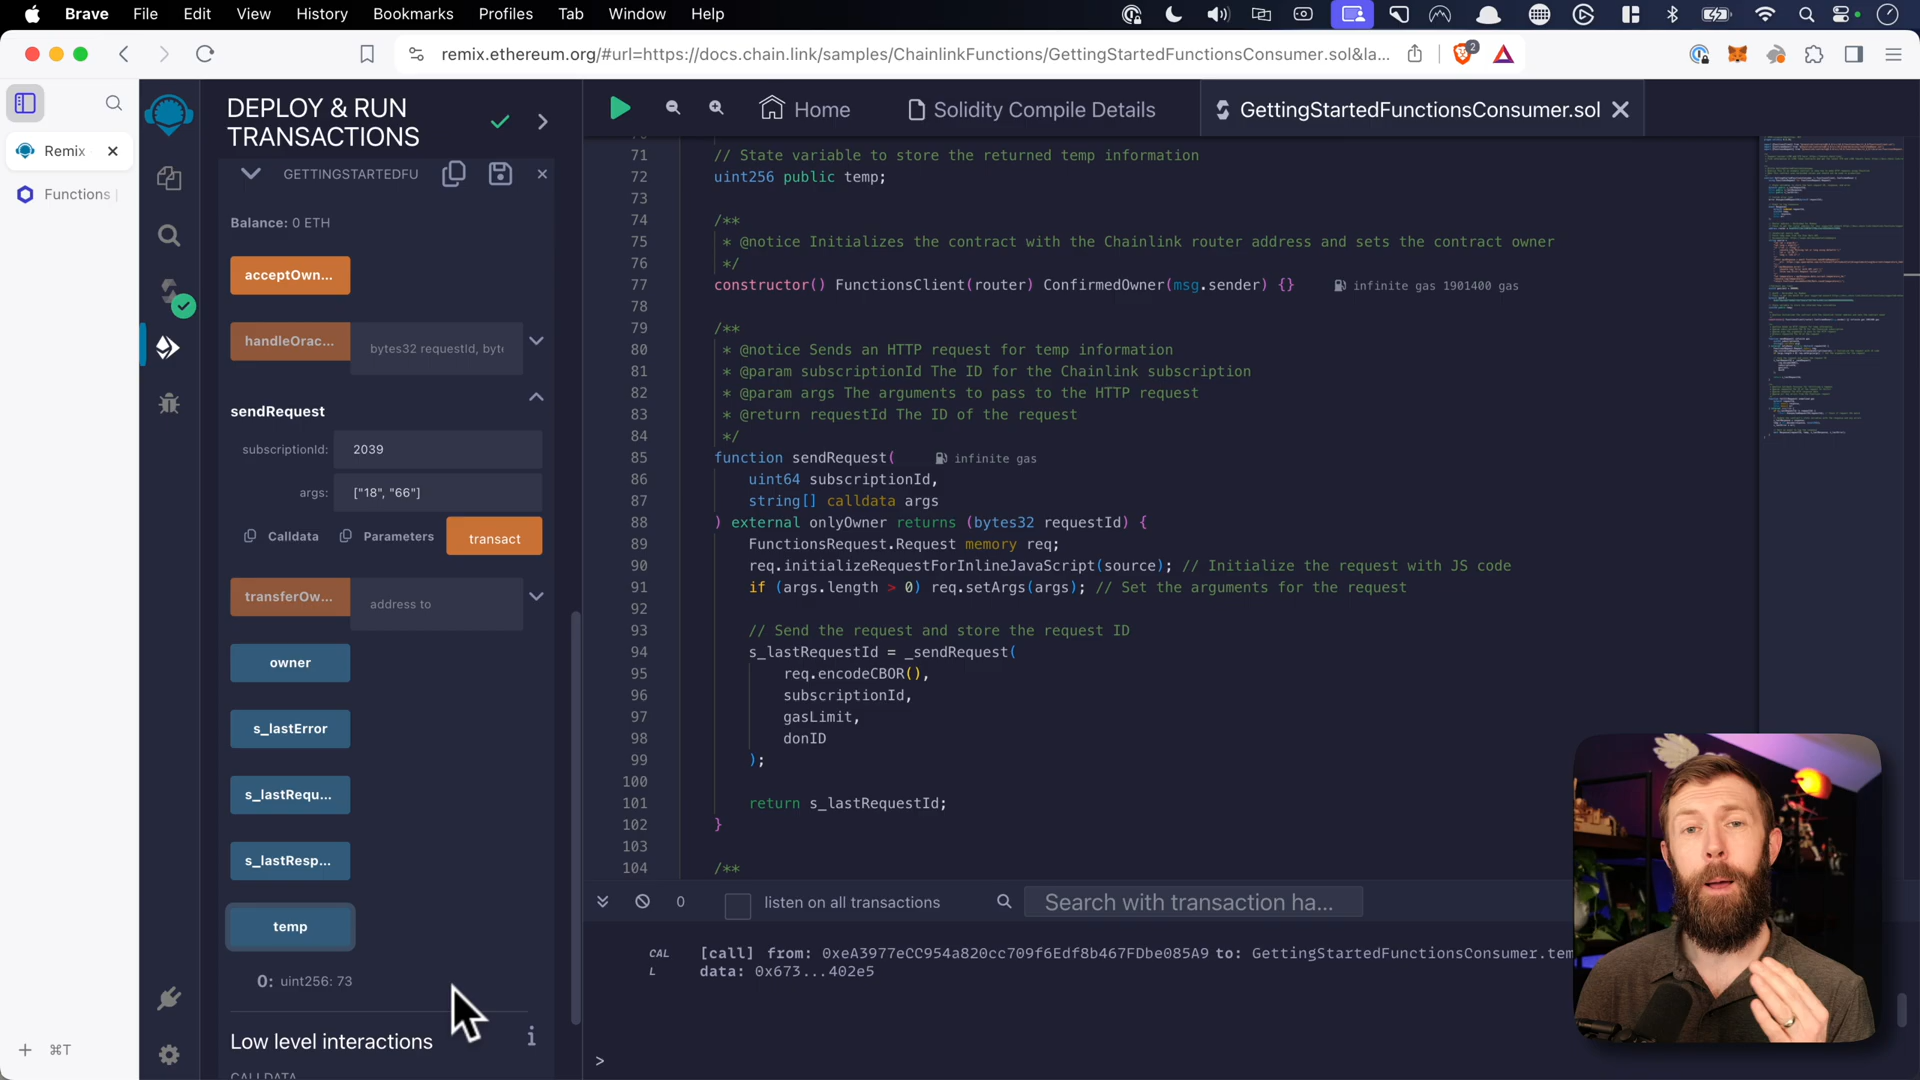 Brave File Edit View History Bookmarks Profiles Tab Window Help
remix.ethereum.org/#url=https://docs.chain.link/samples/ChainlinkFunctions/GettingStartedFunctionsConsumer.sol&la...
2
Remix
Functions
⌘T
DEPLOY & RUN
TRANSACTIONS
GETTINGSTARTEDFU
Balance: 0 ETH
acceptOwn...
handleOrac...
bytes32 requestId, byte
sendRequest
subscriptionId: 2039
args: ["18", "66"]
Calldata Parameters transact
transferOw... address to
owner
s_lastError
s_lastRequ...
s_lastResp...
temp
0: uint256: 73
Low level interactions
i
CALLDATA
Home Solidity Compile Details GettingStartedFunctionsConsumer.sol
71 // State variable to store the returned temp information
72 uint256 public temp;
73
74 /**
75 * @notice Initializes the contract with the Chainlink router address and sets the contract owner
76 */
77 constructor() FunctionsClient(router) ConfirmedOwner(msg.sender) {} infinite gas 1901400 gas
78
79 /**
80 * @notice Sends an HTTP request for temp information
81 * @param subscriptionId The ID for the Chainlink subscription
82 * @param args The arguments to pass to the HTTP request
83 * @return requestId The ID of the request
84 */
85 function sendRequest( infinite gas
86 uint64 subscriptionId,
87 string[] calldata args
88 ) external onlyOwner returns (bytes32 requestId) {
89 FunctionsRequest.Request memory req;
90 req.initializeRequestForInlineJavaScript(source); // Initialize the request with JS code
91 if (args.length > 0) req.setArgs(args); // Set the arguments for the request
92
93 // Send the request and store the request ID
94 s_lastRequestId = _sendRequest(
95 req.encodeCBOR(),
96 subscriptionId,
97 gasLimit,
98 donID
99 );
100
101 return s_lastRequestId;
102 }
103
104 /**
0 listen on all transactions Search with transaction ha...
CAL [call] from: 0xeA3977eCC954a820cc709f6Edf8b467FDbe085A9 to: GettingStartedFunctionsConsumer.tem
L data: 0x673...402e5
>